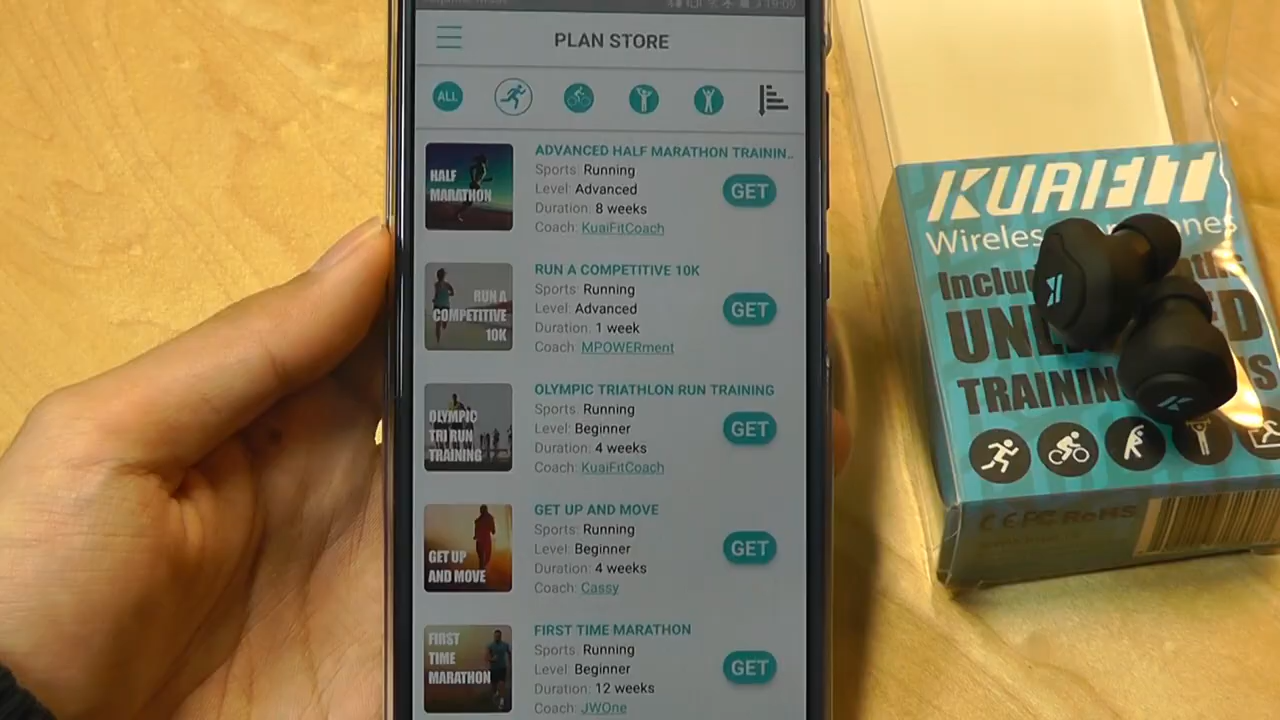 19:09
PLAN STORE
ALL
HALF
MARATHON
ADVANCED HALF MARATHON TRAININ..
Sports: Running
Level: Advanced
Duration: 8 weeks
Coach: KuaiFitCoach
GET
RUN A
COMPETITIVE
10K
RUN A COMPETITIVE 10K
Sports: Running
Level: Advanced
Duration: 1 week
Coach: MPOWERment
GET
OLYMPIC
TRI RUN
TRAINING
OLYMPIC TRIATHLON RUN TRAINING
Sports: Running
Level: Beginner
Duration: 4 weeks
Coach: KuaiFitCoach
GET
GET UP
AND MOVE
GET UP AND MOVE
Sports: Running
Level: Beginner
Duration: 4 weeks
Coach: Cassy
GET
FIRST
TIME
MARATHON
FIRST TIME MARATHON
Sports: Running
Level: Beginner
Duration: 12 weeks
Coach: JWOne
GET
KUAIFIT
CE FC RoHS